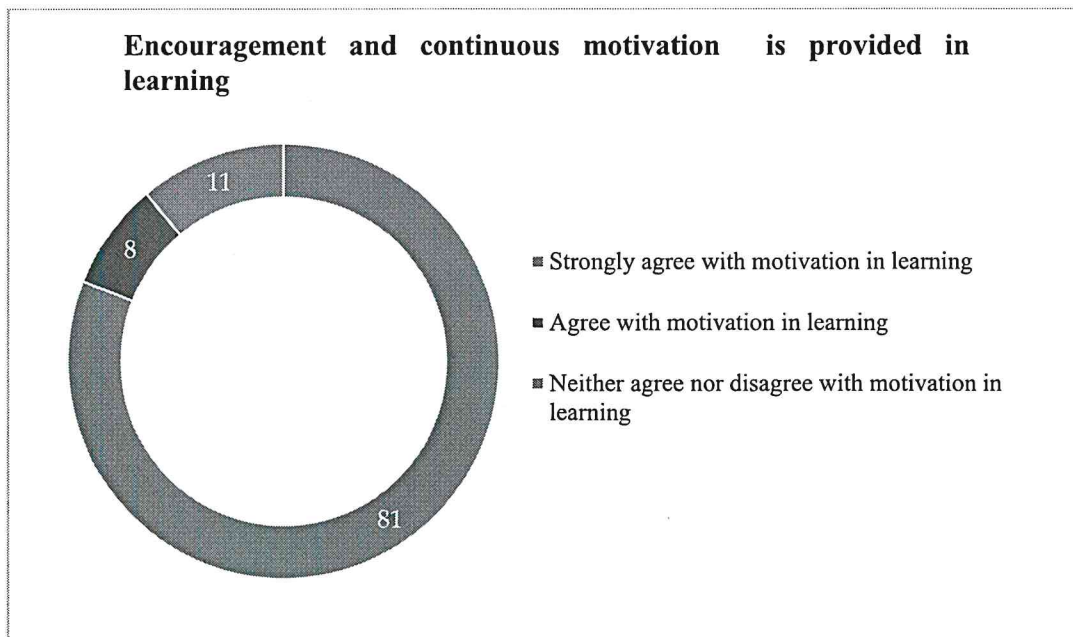 Encouragement and continuous motivation is provided in
learning
11
8
81
Strongly agree with motivation in learning
Agree with motivation in learning
Neither agree nor disagree with motivation in
learning